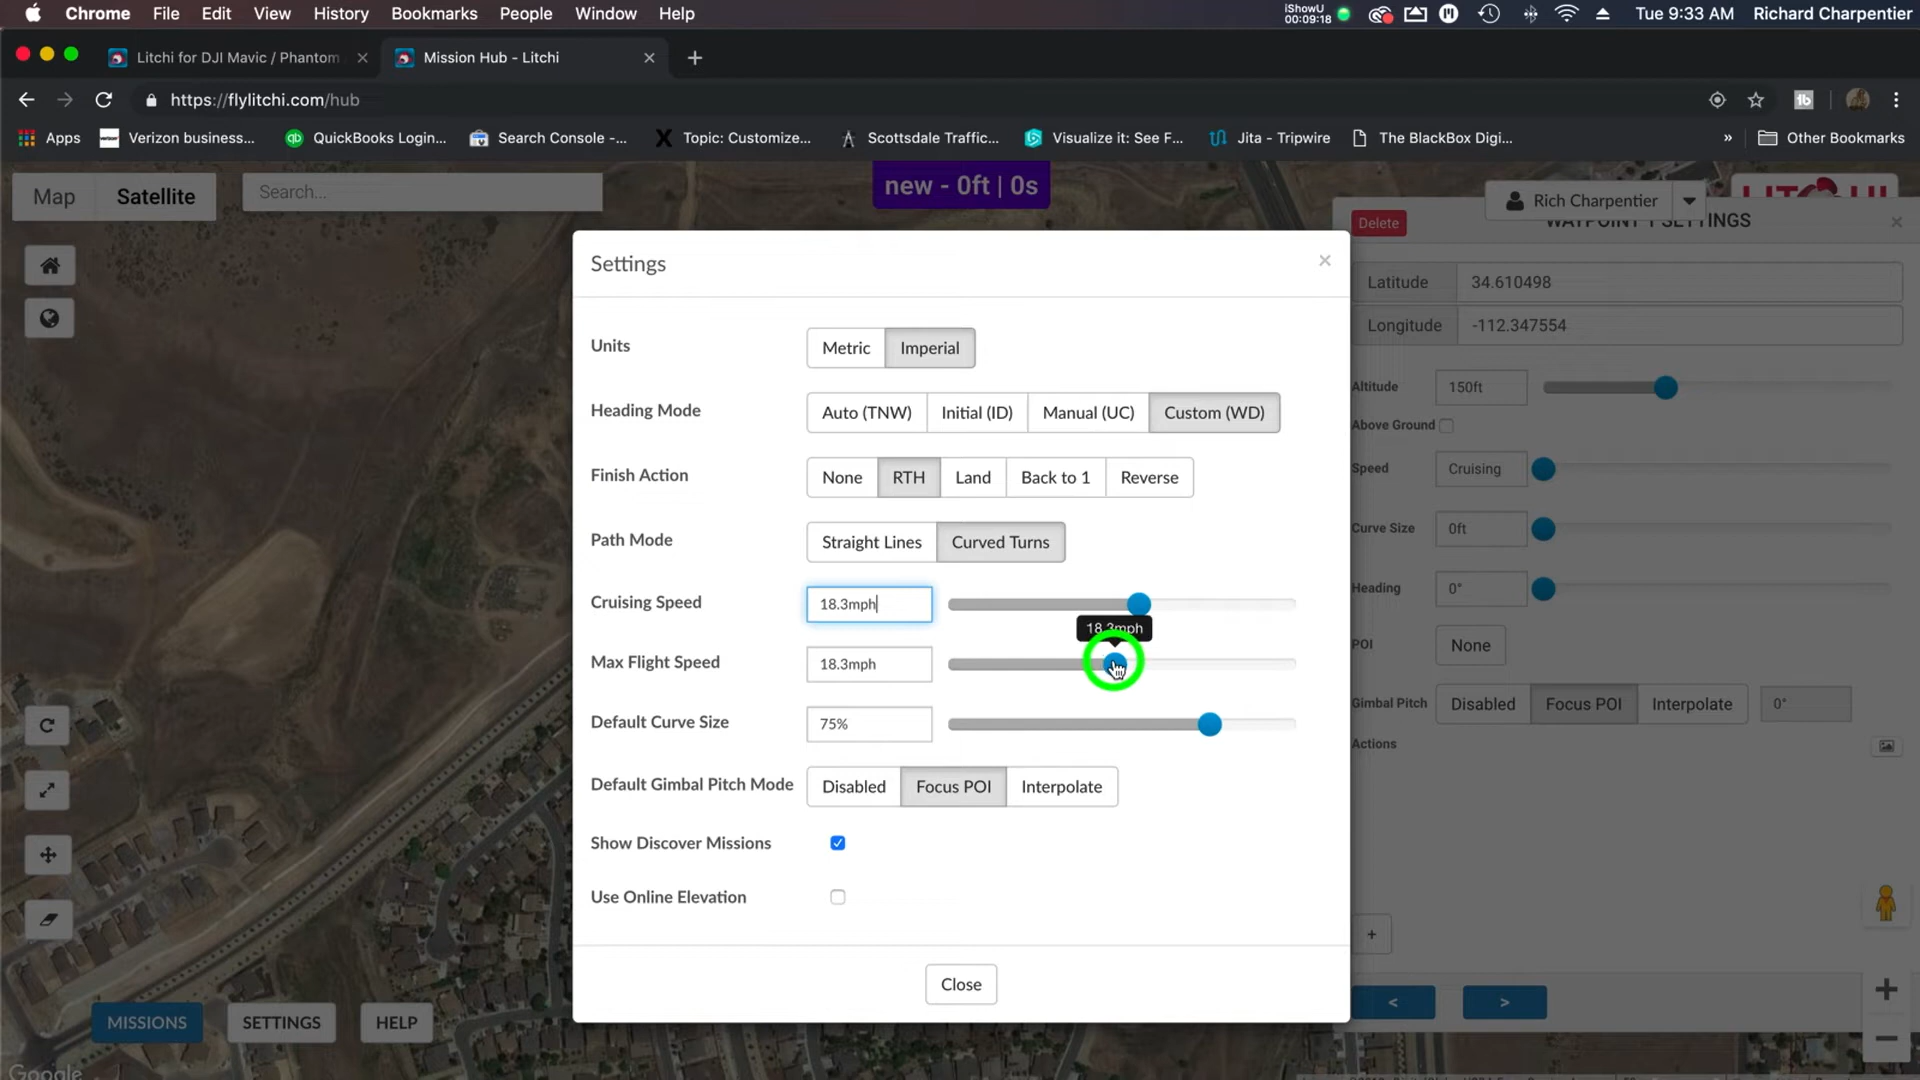 Chrome File Edit View History Bookmarks People Window Help iShowU 00:09:18 Tue 9:33 AM Richard Charpentier
Litchi for DJI Mavic / Phantom Mission Hub - Litchi
https://flylitchi.com/hub
Apps Verizon business... QuickBooks Login... Search Console -... Topic: Customize... Scottsdale Traffic... Visualize it: See F... Jita - Tripwire The BlackBox Digi... » Other Bookmarks
Map Satellite Search... new - 0ft | 0s Rich Charpentier LITCHI
Delete WAYPOINT 1 SETTINGS
Settings
Latitude 34.610498
Longitude -112.347554
Units Metric Imperial
Altitude 150ft
Heading Mode Auto (TNW) Initial (ID) Manual (UC) Custom (WD)
Above Ground
Finish Action None RTH Land Back to 1 Reverse
Speed Cruising
Path Mode Straight Lines Curved Turns
Curve Size 0ft
Cruising Speed 18.3mph
Heading 0°
18.3mph
Max Flight Speed 18.3mph
POI None
Default Curve Size 75%
Gimbal Pitch Disabled Focus POI Interpolate 0°
Actions
Default Gimbal Pitch Mode Disabled Focus POI Interpolate
Show Discover Missions
Use Online Elevation
+
Close
< >
MISSIONS SETTINGS HELP
Google